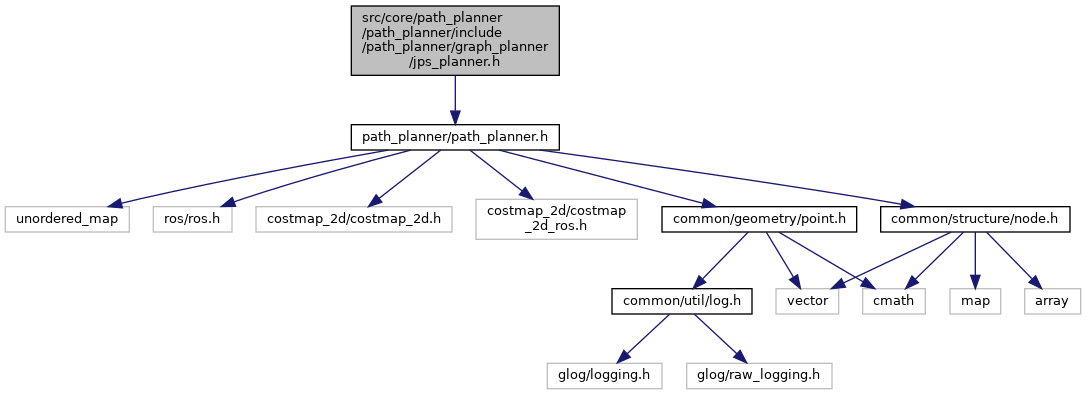 src/core/path_planner
/path_planner/include
/path_planner/graph_planner
/jps_planner.h
path_planner/path_planner.h
unordered_map
ros/ros.h
costmap_2d/costmap_2d.h
costmap_2d/costmap
_2d_ros.h
common/geometry/point.h
common/structure/node.h
common/util/log.h
vector
cmath
map
array
glog/logging.h
glog/raw_logging.h